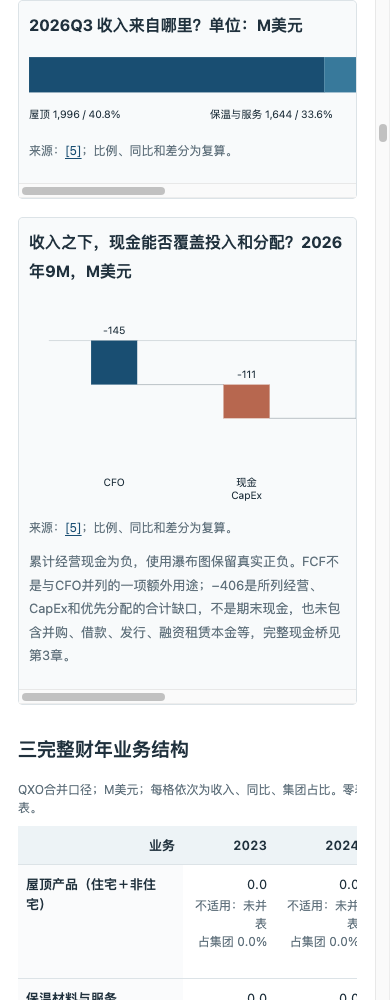 2026Q3 收入来自哪里？单位：M美元
屋顶 1,996 / 40.8%
保温与服务 1,644 / 33.6%
来源：[5]；比例、同比和差分为复算。
收入之下，现金能否覆盖投入和分配？2026
年9M，M美元
-145
-111
CFO
现金
CapEx
来源：[5]；比例、同比和差分为复算。
累计经营现金为负，使用瀑布图保留真实正负。FCF不
是与CFO并列的一项额外用途；−406是所列经营、
CapEx和优先分配的合计缺口，不是期末现金，也未包
含并购、借款、发行、融资租赁本金等，完整现金桥见
第3章。
三完整财年业务结构
QXO合并口径；M美元；每格依次为收入、同比、集团占比。零
表。
业务 2023 2024
屋顶产品（住宅＋非住
宅）
0.0 0.0
不适用：未并
表
不适用：未并
表
占集团 0.0% 占集团 0.0%
保温材料与服务 0.0 0.0